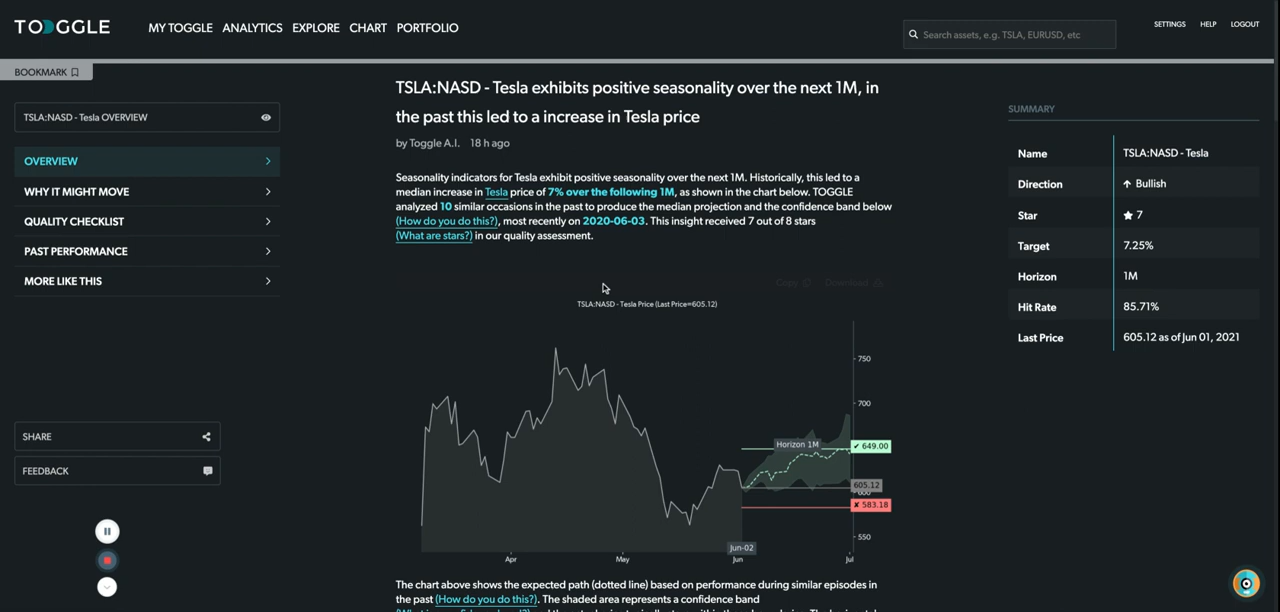 TOGGLE
MY TOGGLE ANALYTICS EXPLORE CHART PORTFOLIO
Search assets, e.g. TSLA, EURUSD, etc
SETTINGS HELP LOGOUT
BOOKMARK
TSLA:NASD - Tesla OVERVIEW
OVERVIEW
WHY IT MIGHT MOVE
QUALITY CHECKLIST
PAST PERFORMANCE
MORE LIKE THIS
SHARE
FEEDBACK
TSLA:NASD - Tesla exhibits positive seasonality over the next 1M, in
the past this led to a increase in Tesla price
by Toggle A.I. 18 h ago
Seasonality indicators for Tesla exhibit positive seasonality over the next 1M. Historically, this led to a
median increase in Tesla price of 7% over the following 1M, as shown in the chart below. TOGGLE
analyzed 10 similar occasions in the past to produce the median projection and the confidence band below
(How do you do this?), most recently on 2020-06-03. This insight received 7 out of 8 stars
(What are stars?) in our quality assessment.
Copy Download
TSLA:NASD - Tesla Price (Last Price=605.12)
750
700
Horizon 1M
✔ 649.00
605.12
600
✘ 583.18
550
Jun-02
Apr May Jun Jul
The chart above shows the expected path (dotted line) based on performance during similar episodes in
the past (How do you do this?). The shaded area represents a confidence band
SUMMARY
Name TSLA:NASD - Tesla
Direction ↑ Bullish
Star ★ 7
Target 7.25%
Horizon 1M
Hit Rate 85.71%
Last Price 605.12 as of Jun 01, 2021